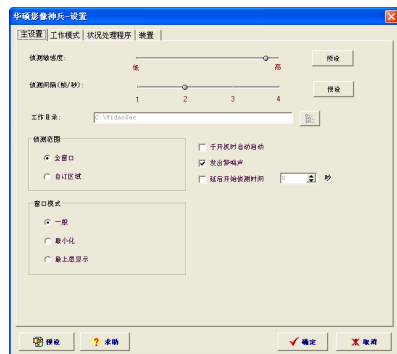 华硕影像神兵-设置
主设置 工作模式 状况处理程序 装置
侦测敏感度: 低 高 预设
侦测间隔(帧/秒): 1 2 3 4 预设
工作目录: C:\VideoSec
侦测范围
全窗口
自订区域
于开机时自动启动
发出警鸣声
延后开始侦测时间 0 秒
窗口模式
一般
最小化
最上层显示
预设 求助 确定 取消